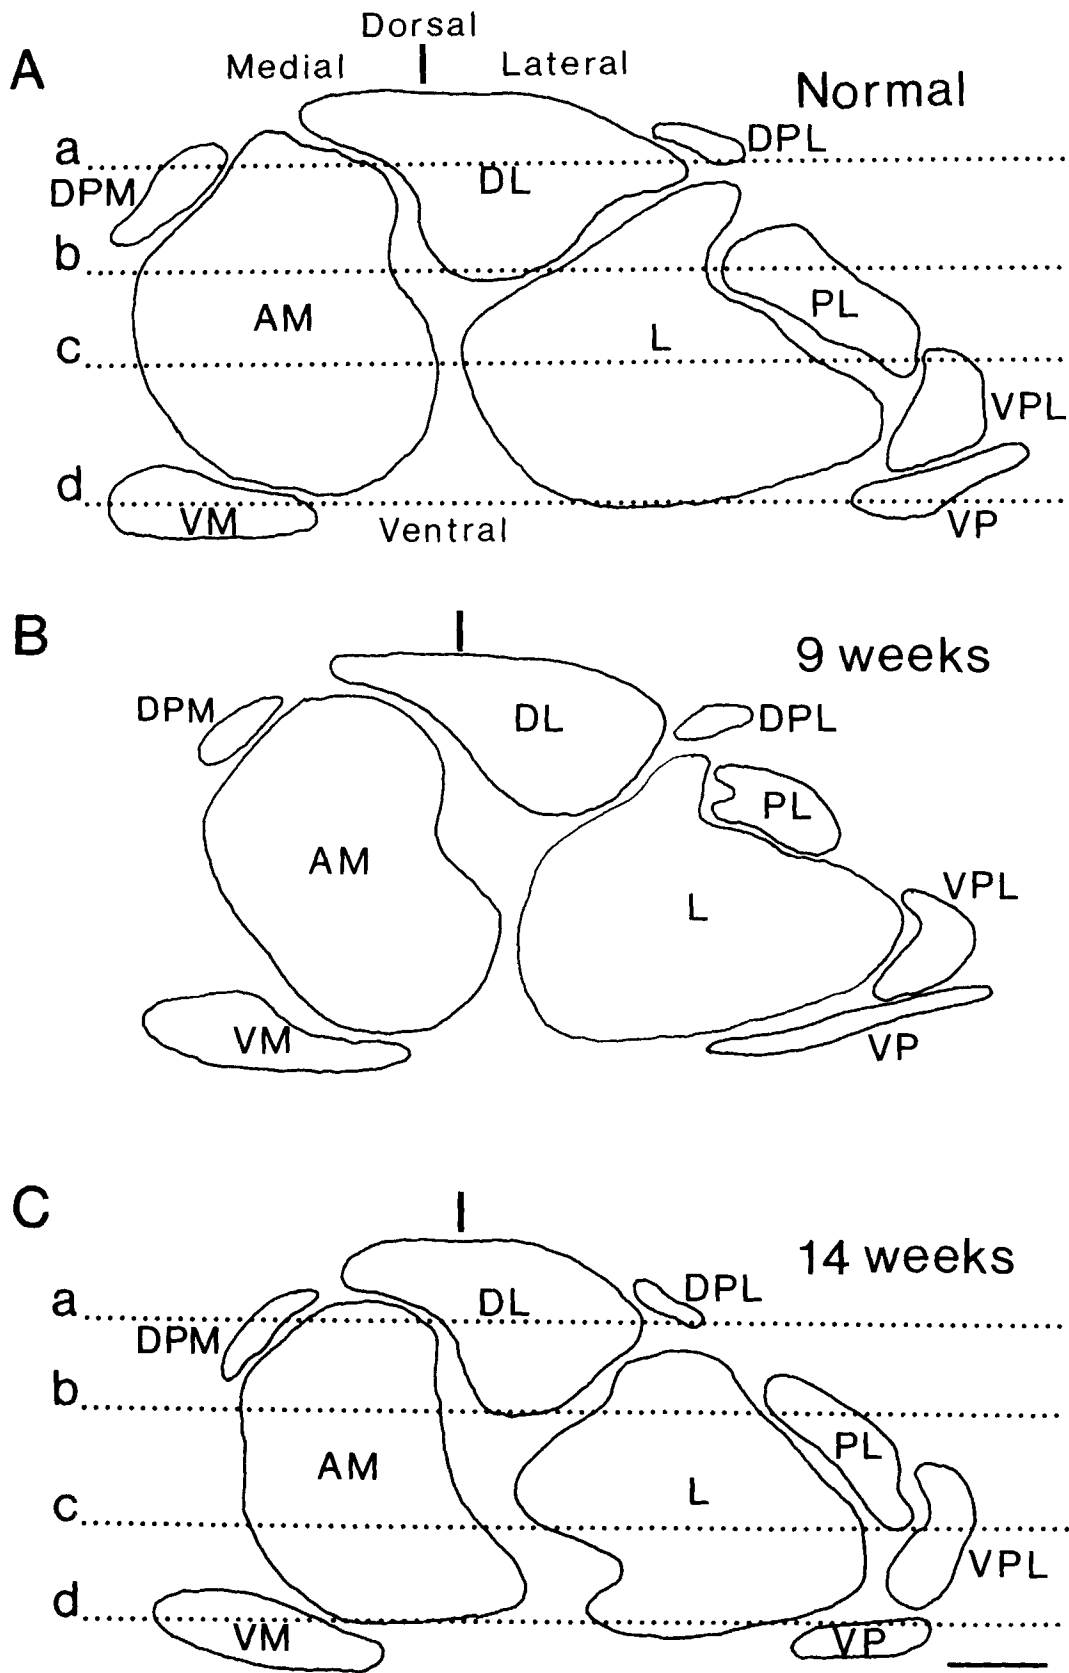 Dorsal
A
Medial
Lateral
Normal
a
DPM
DL
DPL
b
AM
PL
c
L
VPL
d
VM
Ventral
VP
B
9 weeks
DPM
DL
DPL
PL
AM
VPL
L
VM
VP
C
14 weeks
a
DPM
DL
DPL
b
AM
PL
L
c
VPL
d
VM
VP